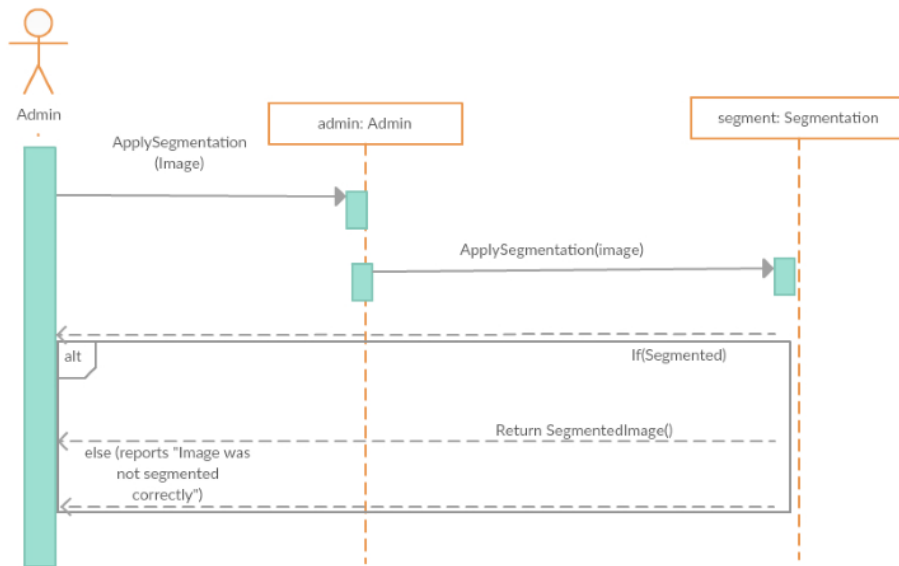 Admin
admin: Admin
segment: Segmentation
ApplySegmentation
(Image)
ApplySegmentation(image)
alt
If(Segmented)
Return SegmentedImage()
else (reports "Image was
not segmented
correctly")